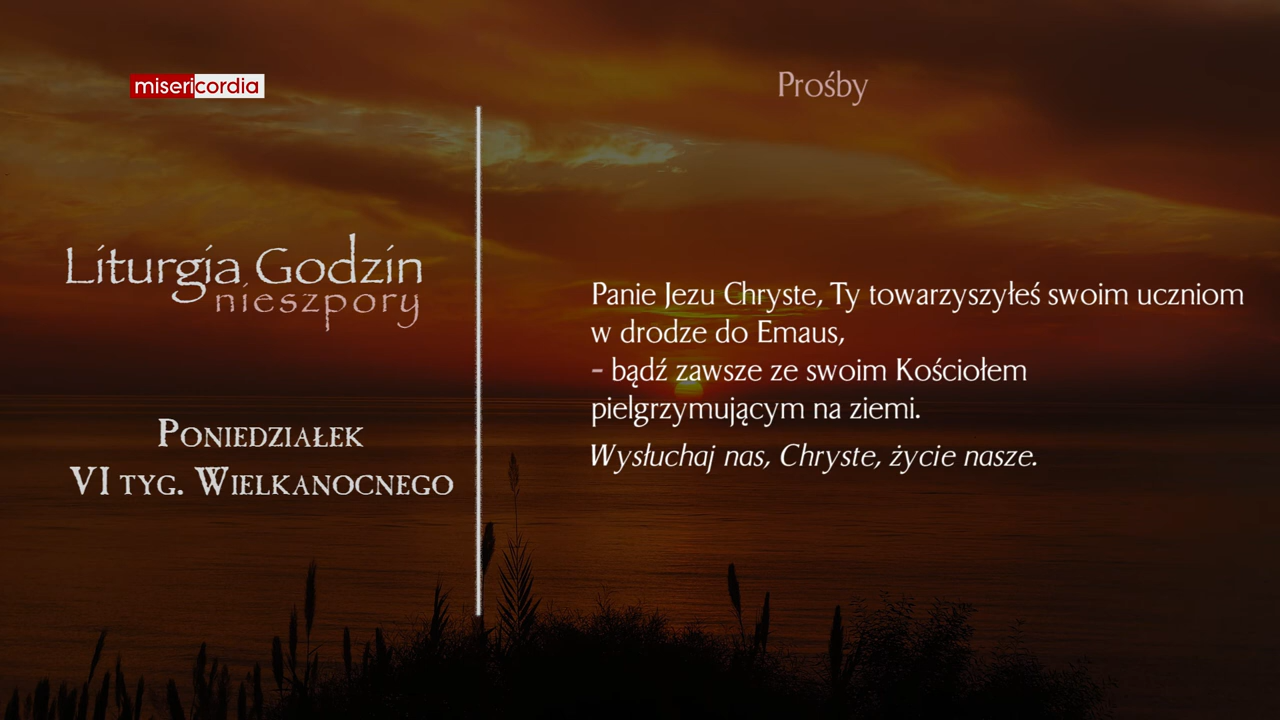 misericordia
Liturgia Godzin
nieszpory
Poniedziałek
VI tyg. Wielkanocnego
Prośby
Panie Jezu Chryste, Ty towarzyszyłeś swoim uczniom
w drodze do Emaus,
- bądź zawsze ze swoim Kościołem
pielgrzymującym na ziemi.
Wysłuchaj nas, Chryste, życie nasze.